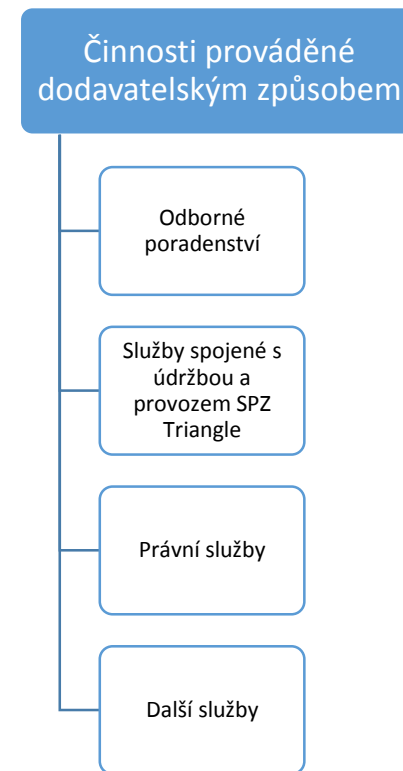 Činnosti prováděné
dodavatelským způsobem
Odborné
poradenství
Služby spojené s
údržbou a
provozem SPZ
Triangle
Právní služby
Další služby